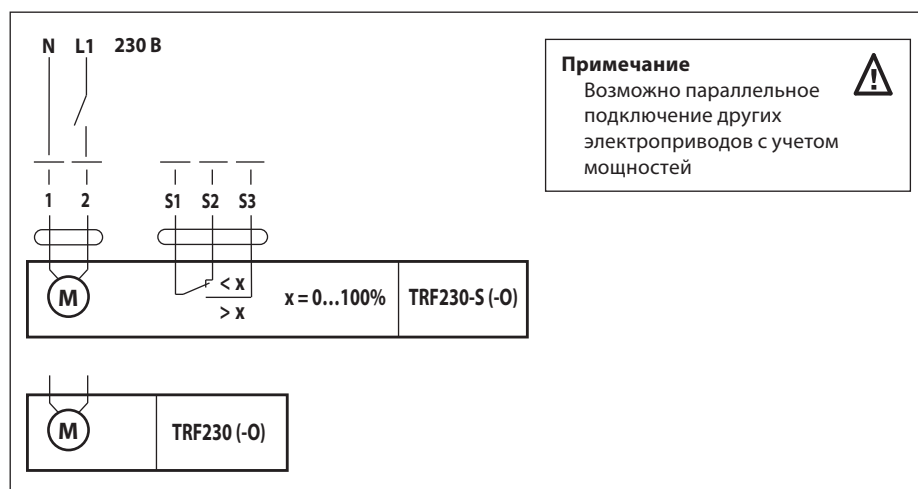 N L1 230 В
Примечание
Возможно параллельное
подключение других
электроприводов с учетом
мощностей
1 2 S1 S2 S3
M < x x = 0...100% TRF230-S (-O)
> x
M TRF230 (-O)